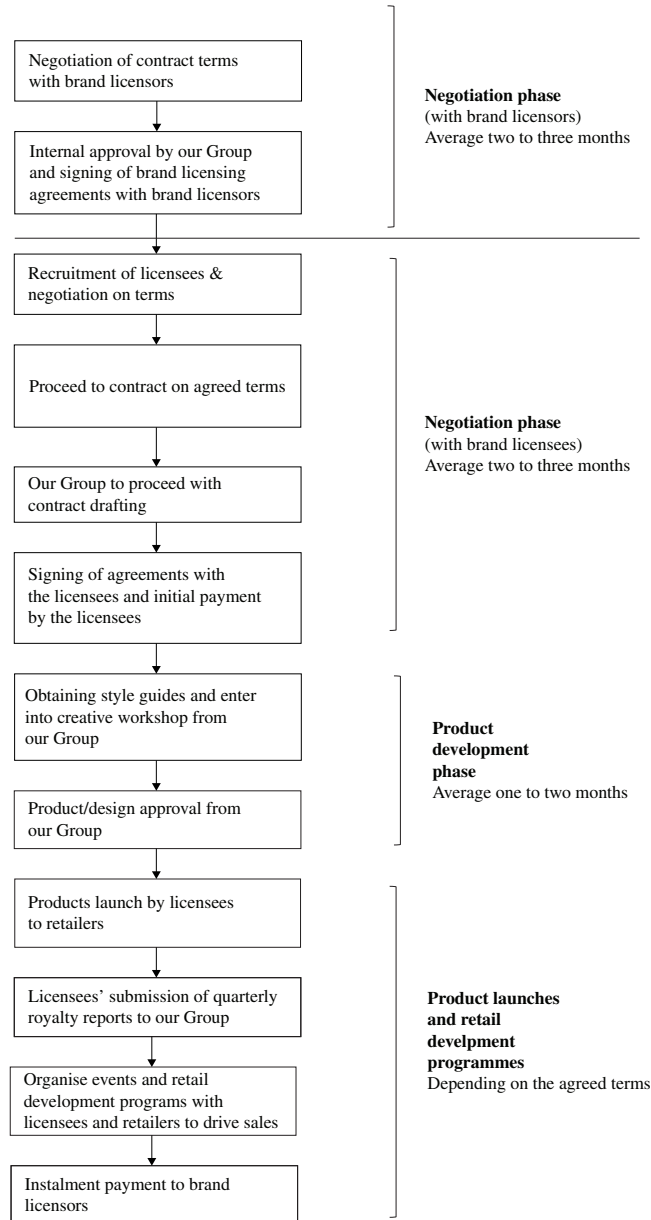 Negotiation of contract terms
with brand licensors
Negotiation phase
(with brand licensors)
Average two to three months
Internal approval by our Group
and signing of brand licensing
agreements with brand licensors
Recruitment of licensees &
negotiation on terms
Proceed to contract on agreed terms
Negotiation phase
(with brand licensees)
Average two to three months
Our Group to proceed with
contract drafting
Signing of agreements with
the licensees and initial payment
by the licensees
Obtaining style guides and enter
into creative workshop from
our Group
Product
development
phase
Average one to two months
Product/design approval from
our Group
Products launch by licensees
to retailers
Licensees’ submission of quarterly
royalty reports to our Group
Product launches
and retail
develpment
programmes
Depending on the agreed terms
Organise events and retail
development programs with
licensees and retailers to drive sales
Instalment payment to brand
licensors